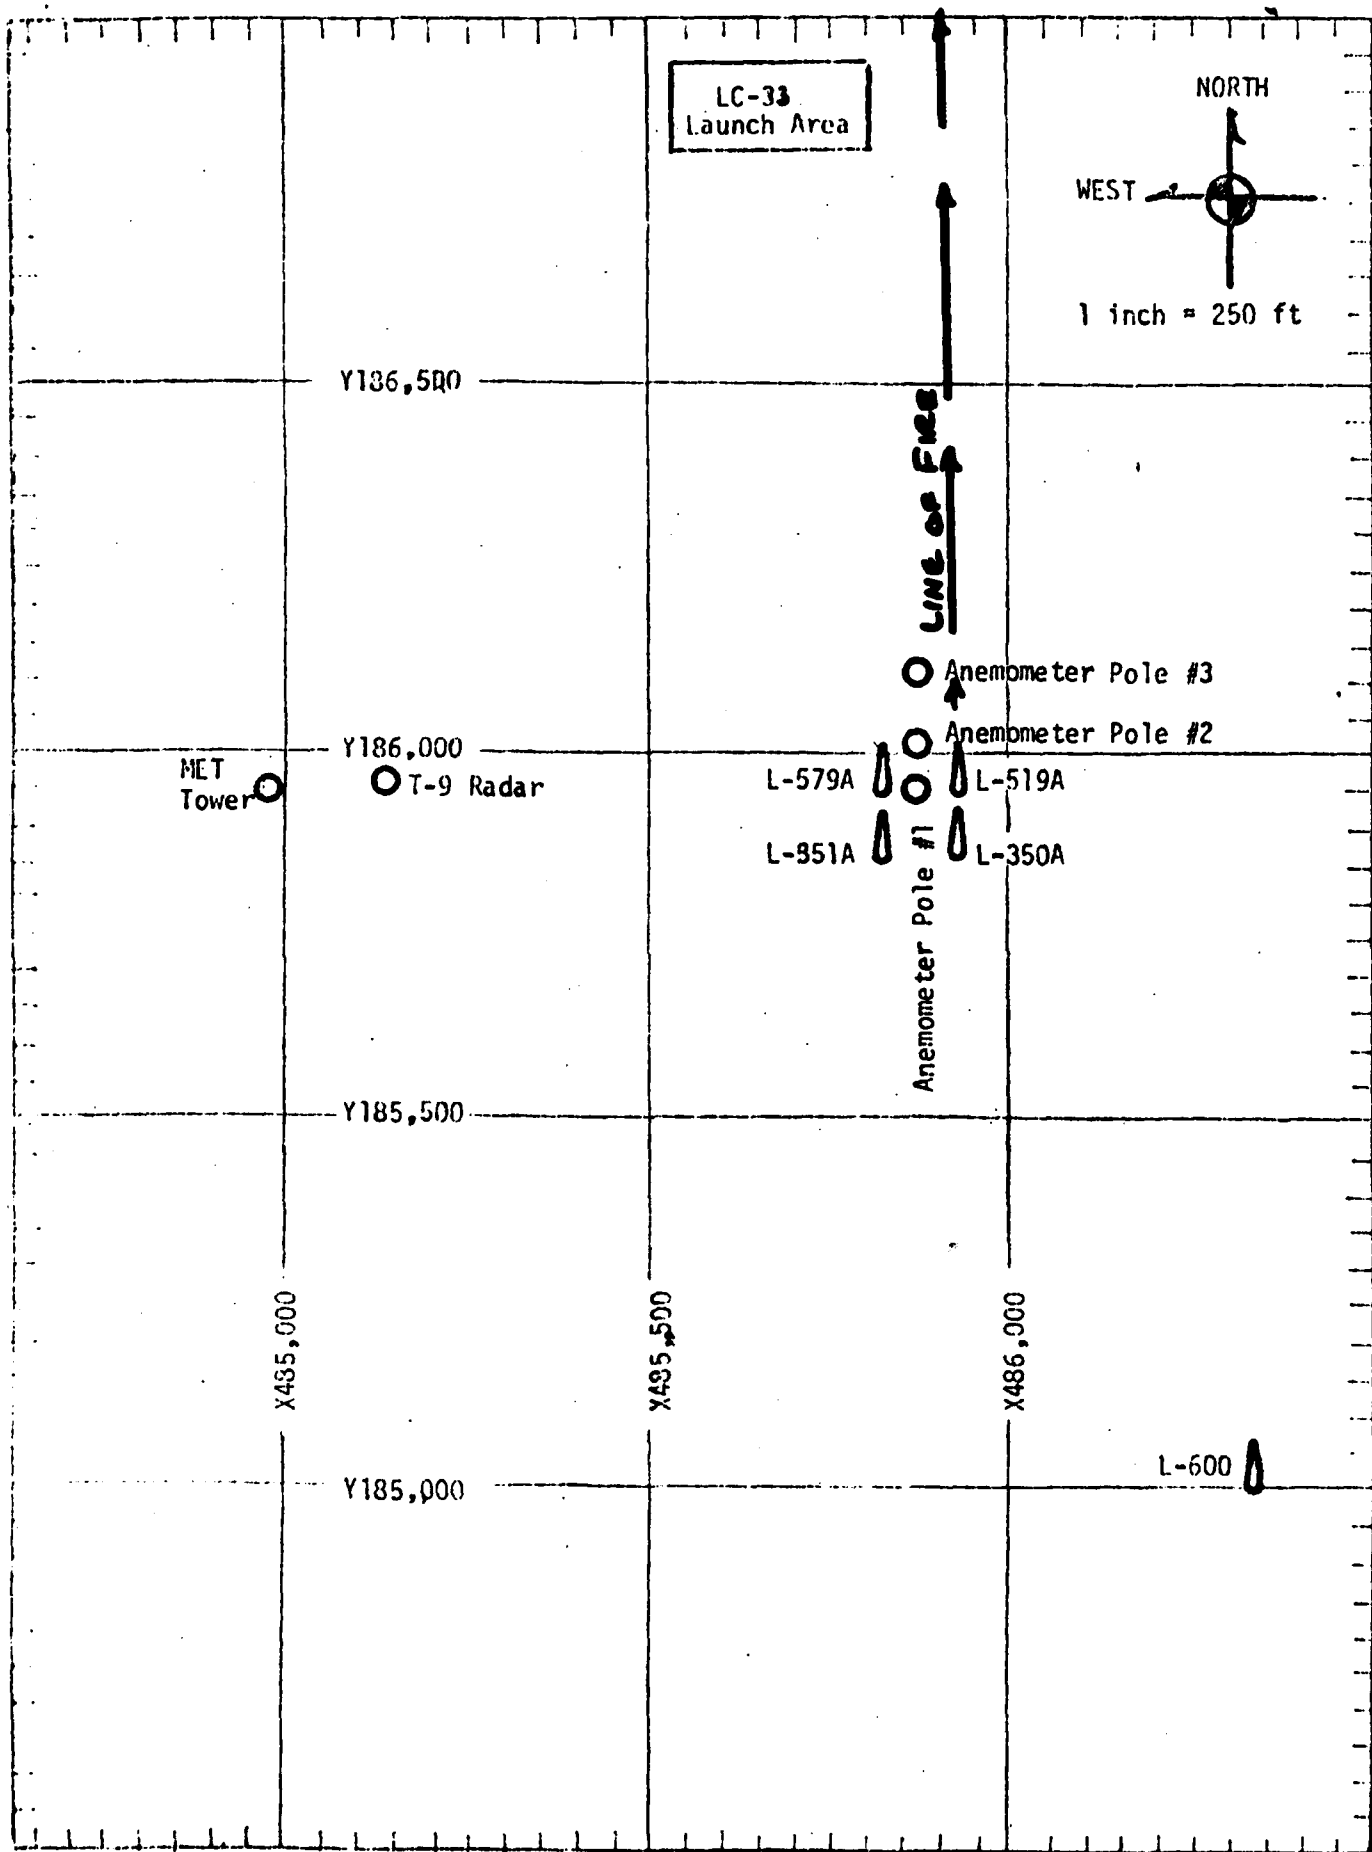 LC-33
Launch Area
NORTH
WEST
1 inch = 250 ft
Y186,500
LINE OF FIRE
Anemometer Pole #3
Y186,000
Anemometer Pole #2
MET
Tower
T-9 Radar
L-579A
L-519A
L-851A
L-350A
Anemometer Pole #1
Y185,500
X485,000
X485,500
X486,000
L-600
Y185,000